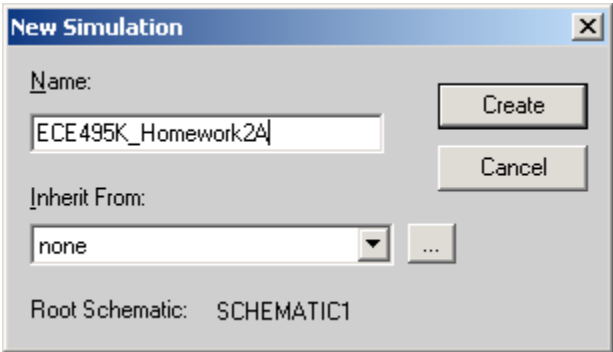 New Simulation
Name:
ECE495K_Homework2A
Create
Cancel
Inherit From:
none
...
Root Schematic: SCHEMATIC1